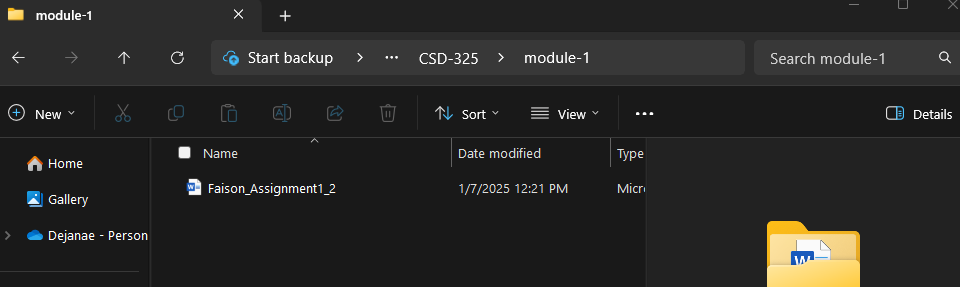 module-1
Start backup ... CSD-325 module-1 Search module-1
New Sort View ... Details
Name Date modified Type
Home
Faison_Assignment1_2 1/7/2025 12:21 PM Micr
Gallery
Dejanae - Person
W